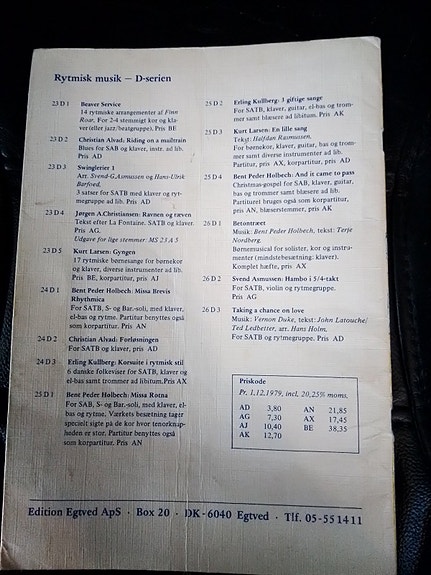 Rytmisk musik — D-serien
23 D 1 Beaver Service
14 rytmiske arrangementer af Finn
Roar. For 2-4 stemmigt kor og kla-
ver(eller jazz/beatgruppe). Pris BE
23 D 2 Christian Alvad: Riding on a mailtrain
Blues for SAB og klaver, instr. ad lib.
Pris AD
23 D 3 Swinglerier 1
Arr. Svend-G.Asmussen og Hans-Ulrik
Barfoed,
3 satser for SATB med klaver og ryt-
megruppe ad lib. Pris AD
23 D 4 Jørgen A.Christiansen: Ravnen og ræven
Tekst efter La Fontaine. SATB og klaver.
Pris AG,
Udgave for lige stemmer: MS 23 A 5
23 D 5 Kurt Larsen: Gyngen
17 rytmiske børnesange for børnekor
og klaver, diverse instrumenter ad lib.
Pris BE, korpartitur, pris AJ
24 D 1 Bent Peder Holbech: Missa Brevis
Rhythmica
For SATB, S- og Bar.-soli, med klaver,
el-bas og rytme. Partitur benyttes også
som korpartitur. Pris AN
24 D 2 Christian Alvad: Forløsningen
For SATB og klaver, pris AD
24 D 3 Erling Kullberg: Korsuite i rytmisk stil
6 danske folkeviser for SATB, klaver og
el-bas samt trommer ad libitum.Pris AX
25 D 1 Bent Peder Holbech: Missa Rotna
For SAB, S- og Bar.-soli, med klaver, el-
bas og rytme. Værkets besætning tager
specielt sigte på de kor hvor tenorknap-
heden er stor. Partitur benyttes også
som korpartitur. Pris AN
25 D 2 Erling Kullberg: 3 giftige sange
For SATB, klaver, guitar, el-bas og trom-
mer samt blæsere ad libitum. Pris AK
25 D 3 Kurt Larsen: En lille sang
Tekst: Halfdan Rasmussen.
For børnekor, klaver, guitar, bas og trom-
mer samt diverse instrumenter ad lib.
Partitur, pris AX, korpartitur, pris AD
25 D 4 Bent Peder Holbech: And it came to pass
Christmas-gospel for SAB, klaver, guitar,
bas og trommer samt blæsere ad lib.
Partituret bruges også som korpartitur,
pris AN, blæserstemmer, pris AK
26 D 1 Betontræet
Musik: Bent Peder Holbech, tekst: Terje
Nordberg.
Børnemusical for solister, kor og instru-
menter (mindstebesætning: klaver).
Komplet hæfte, pris AX
26 D 2 Svend Asmussen: Hambo i 5/4-takt
For SATB, violin og rytmegruppe.
Pris AG
26 D 3 Taking a chance on love
Musik: Vernon Duke, tekst: John Latouche/
Ted Ledbetter, arr. Hans Holm,
For SATB og rytmegruppe. Pris AD
Priskode
Pr. 1.12.1979, incl. 20,25% moms.
AD 3,80 AN 21,85
AG 7,30 AX 17,45
AJ 10,40 BE 38,35
AK 12,70
Edition Egtved ApS · Box 20 · DK-6040 Egtved · Tlf. 05-551411